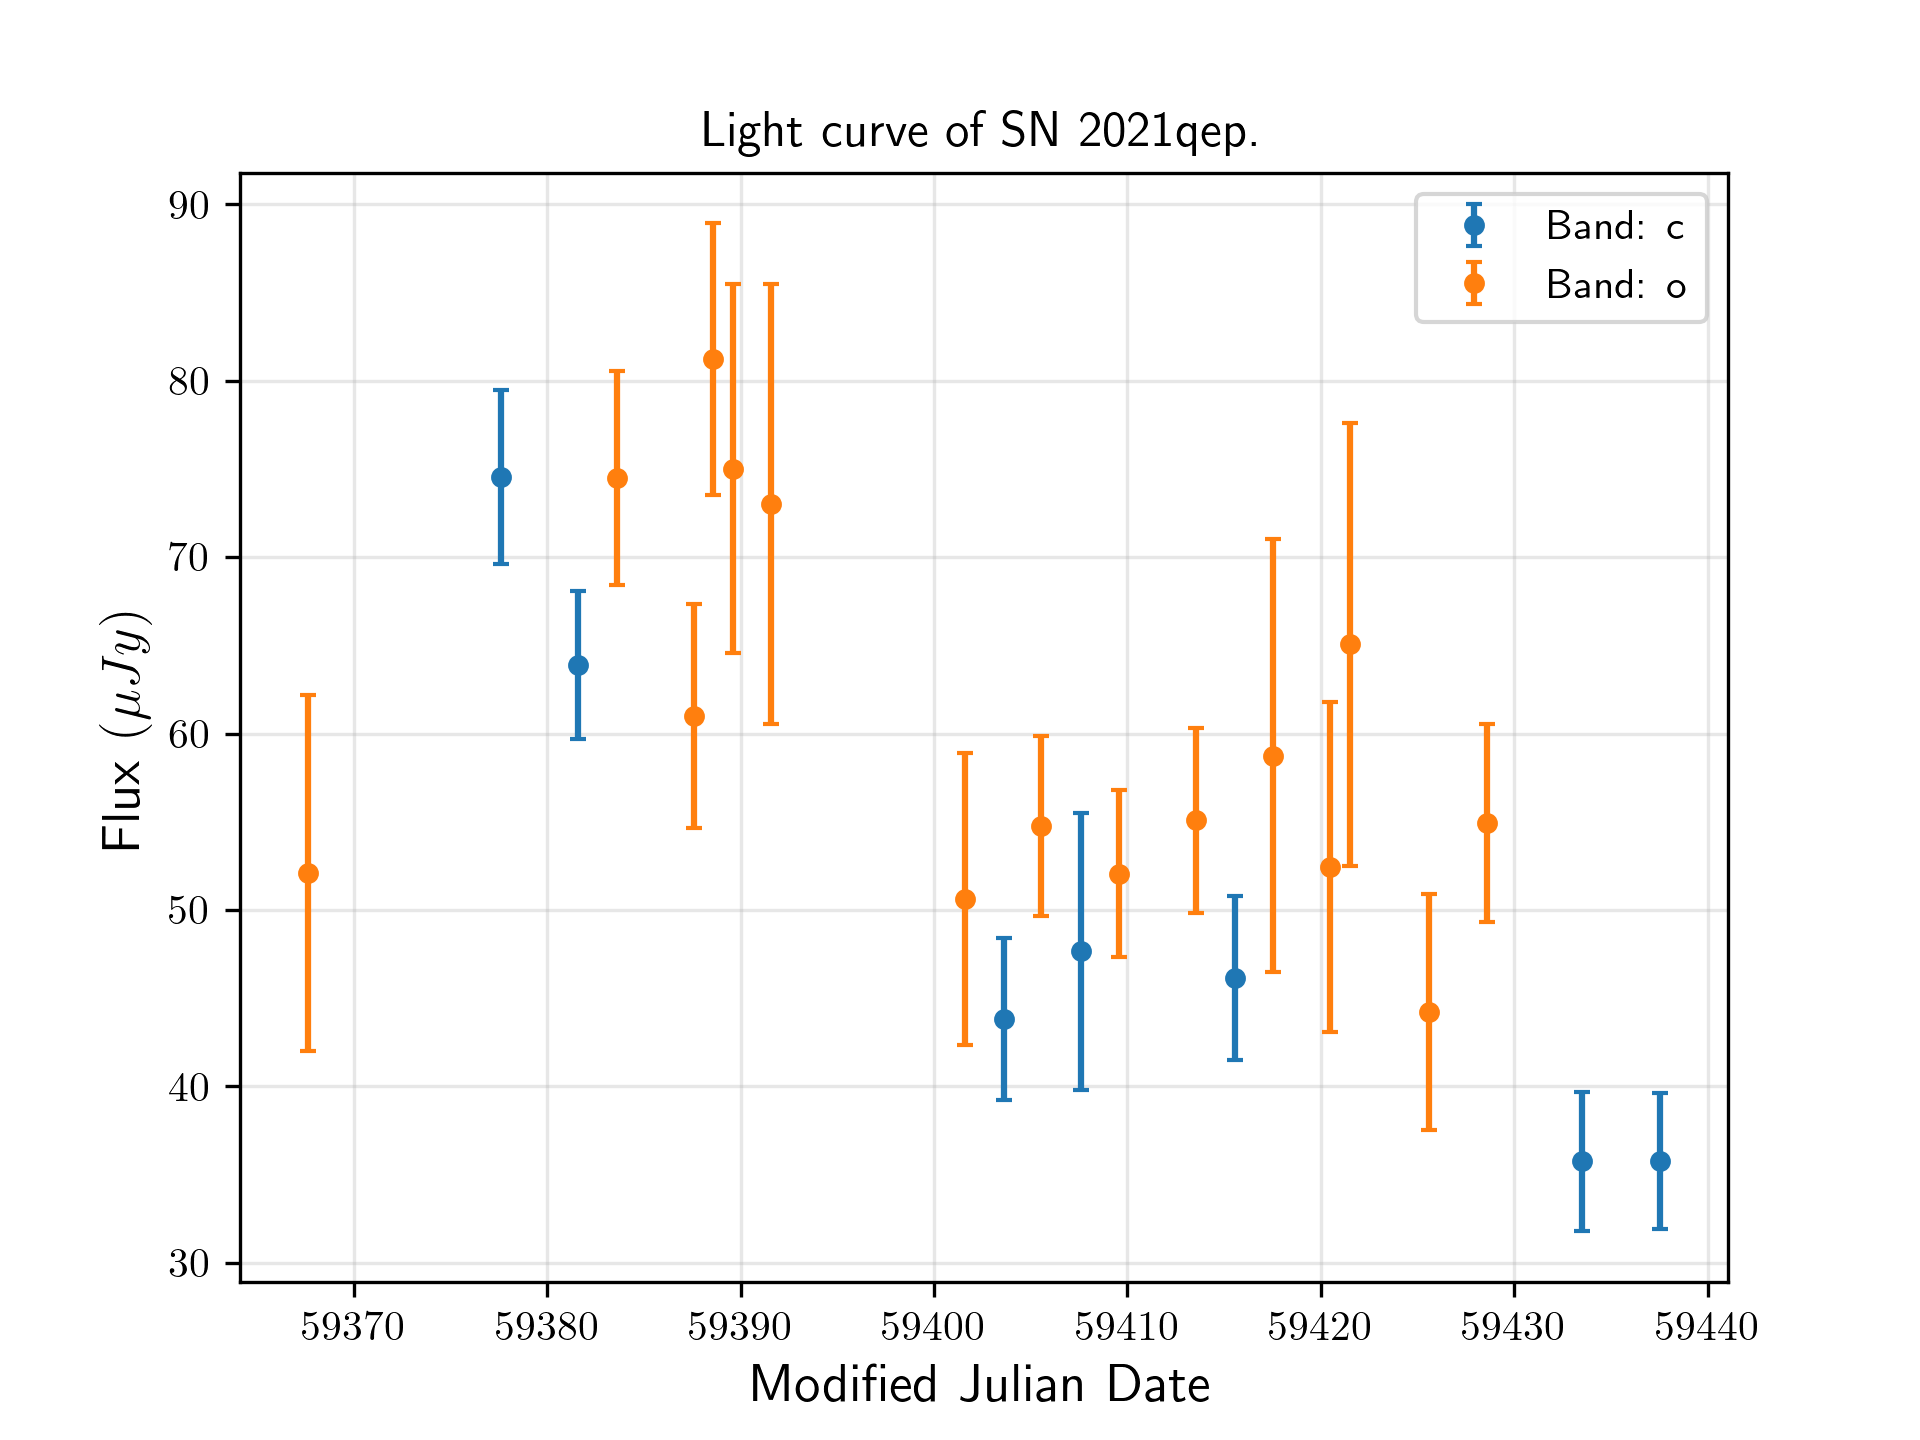 Light curve of SN 2021qep.
90
80
70
60
50
40
30
Flux (μJy)
Band: c
Band: o
59370 59380 59390 59400 59410 59420 59430 59440
Modified Julian Date